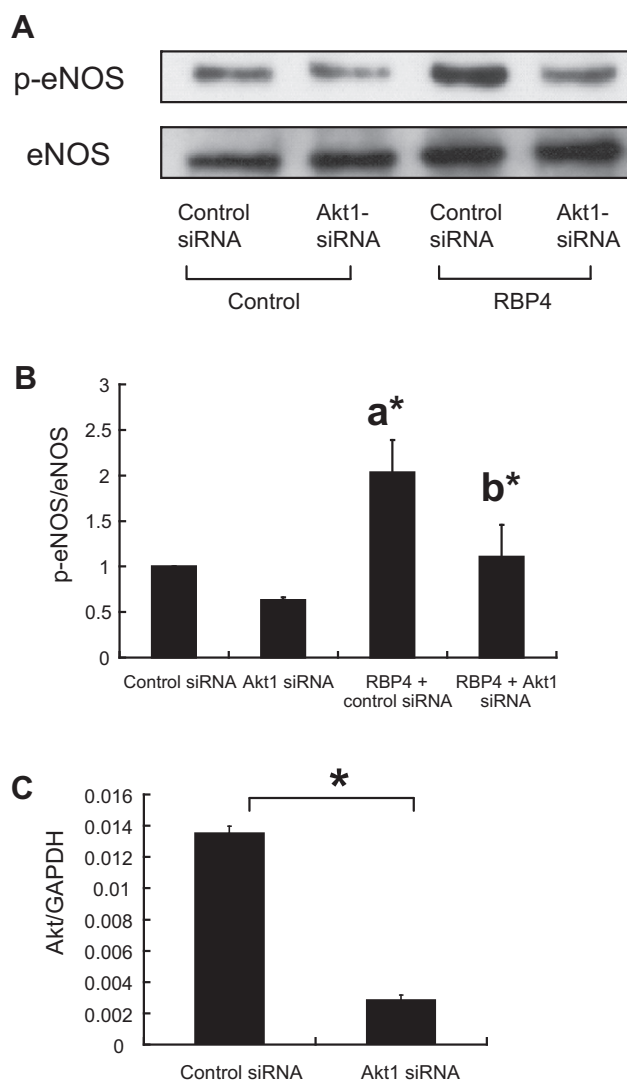 A
p-eNOS
eNOS
Control
siRNA
Akt1-
siRNA
Control
siRNA
Akt1-
siRNA
Control
RBP4
B
3
2.5
2
1.5
1
0.5
0
p-eNOS/eNOS
a*
b*
Control siRNA
Akt1 siRNA
RBP4 +
control siRNA
RBP4 + Akt1
siRNA
C
0.016
0.014
0.012
0.01
0.008
0.006
0.004
0.002
0
Akt/GAPDH
*
Control siRNA
Akt1 siRNA